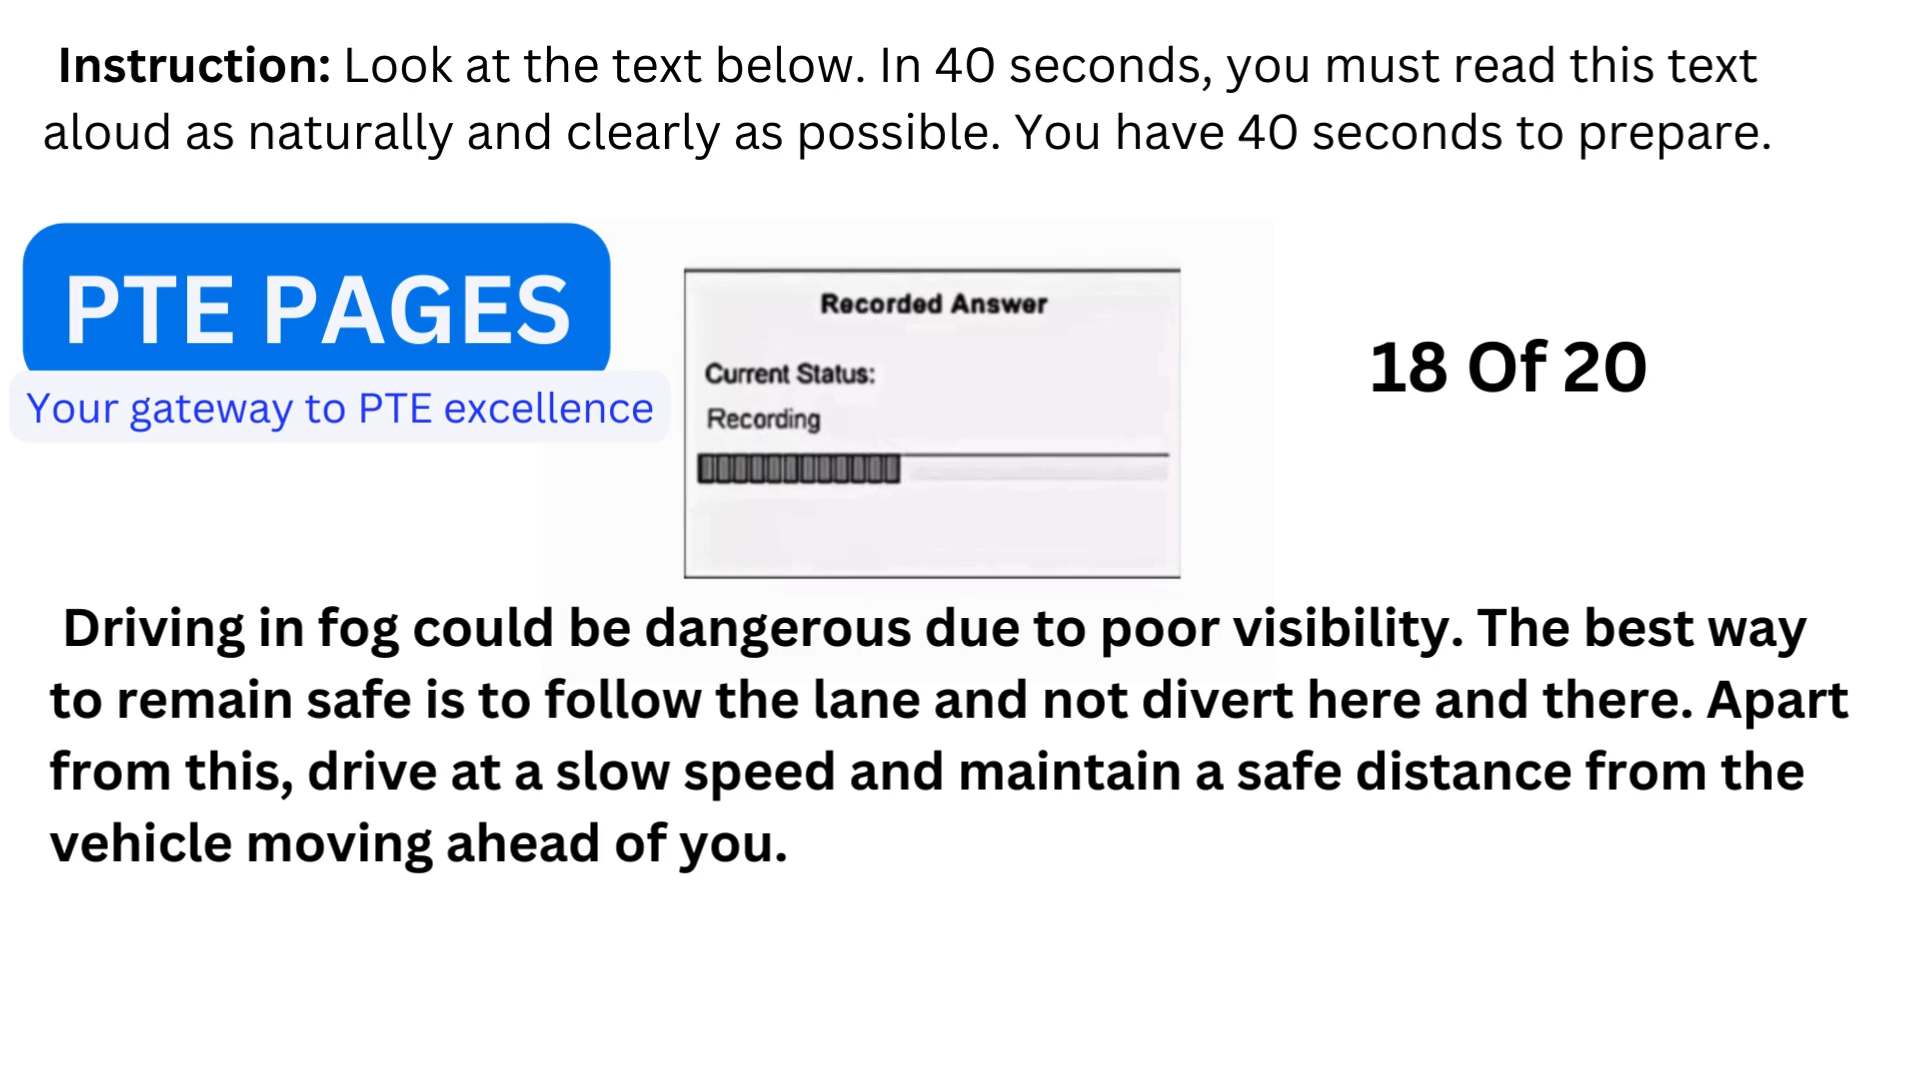 Instruction: Look at the text below. In 40 seconds, you must read this text
aloud as naturally and clearly as possible. You have 40 seconds to prepare.
PTE PAGES
Your gateway to PTE excellence
Recorded Answer
Current Status:
Recording
18 Of 20
Driving in fog could be dangerous due to poor visibility. The best way
to remain safe is to follow the lane and not divert here and there. Apart
from this, drive at a slow speed and maintain a safe distance from the
vehicle moving ahead of you.